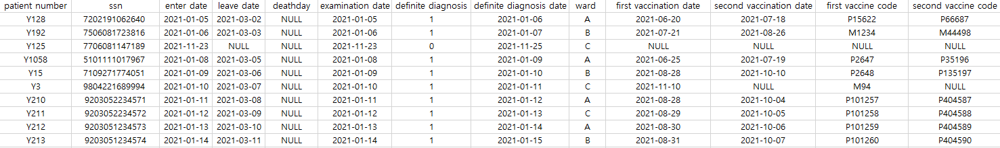 patient number ssn enter date leave date deathday examination date definite diagnosis definite diagnosis date ward first vaccination date second vaccination date first vaccine code second vaccine code
Y128 7202191062640 2021-01-05 2021-03-02 NULL 2021-01-05 1 2021-01-06 A 2021-06-20 2021-07-18 P15622 P66687
Y192 7506081723816 2021-01-06 2021-03-03 NULL 2021-01-06 1 2021-01-07 B 2021-07-21 2021-08-26 M1234 M44498
Y125 7706081147189 2021-11-23 NULL NULL 2021-11-23 0 2021-11-25 C NULL NULL NULL NULL
Y1058 5101111017967 2021-01-08 2021-03-05 NULL 2021-01-08 1 2021-01-09 A 2021-06-25 2021-07-19 P2647 P35196
Y15 7109271774051 2021-01-09 2021-03-06 NULL 2021-01-09 1 2021-01-10 B 2021-08-28 2021-10-10 P2648 P135197
Y3 9804221689994 2021-01-10 2021-03-07 NULL 2021-01-10 1 2021-01-11 C 2021-11-10 NULL M94 NULL
Y210 9203052234571 2021-01-11 2021-03-08 NULL 2021-01-11 1 2021-01-12 A 2021-08-28 2021-10-04 P101257 P404587
Y211 9203052234572 2021-01-12 2021-03-09 NULL 2021-01-12 1 2021-01-13 C 2021-08-29 2021-10-05 P101258 P404588
Y212 9203051234573 2021-01-13 2021-03-10 NULL 2021-01-13 1 2021-01-14 A 2021-08-30 2021-10-06 P101259 P404589
Y213 9203051234574 2021-01-14 2021-03-11 NULL 2021-01-14 1 2021-01-15 B 2021-08-31 2021-10-07 P101260 P404590